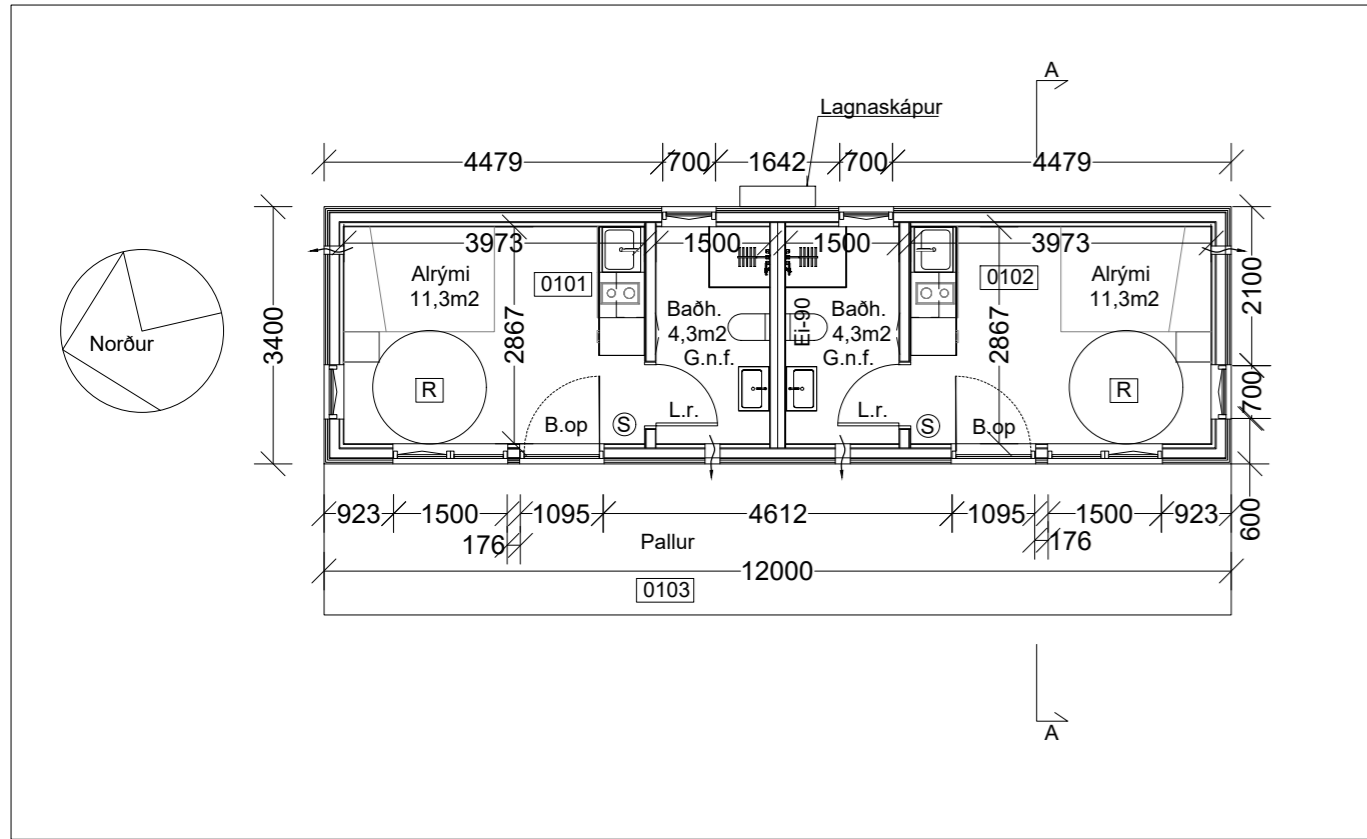 A
Lagnaskápur
4479
700
1642
700
4479
3973
1500
1500
3973
Alrými
11,3m2
0101
0102
Alrými
11,3m2
2100
Norður
3400
2867
Baðh.
4,3m2
G.n.f.
Ei-90
Baðh.
4,3m2
G.n.f.
2867
R
R
700
B.op
S
L.r.
L.r.
S
B.op
923
1500
1095
4612
1095
1500
923
600
176
Pallur
176
12000
0103
A